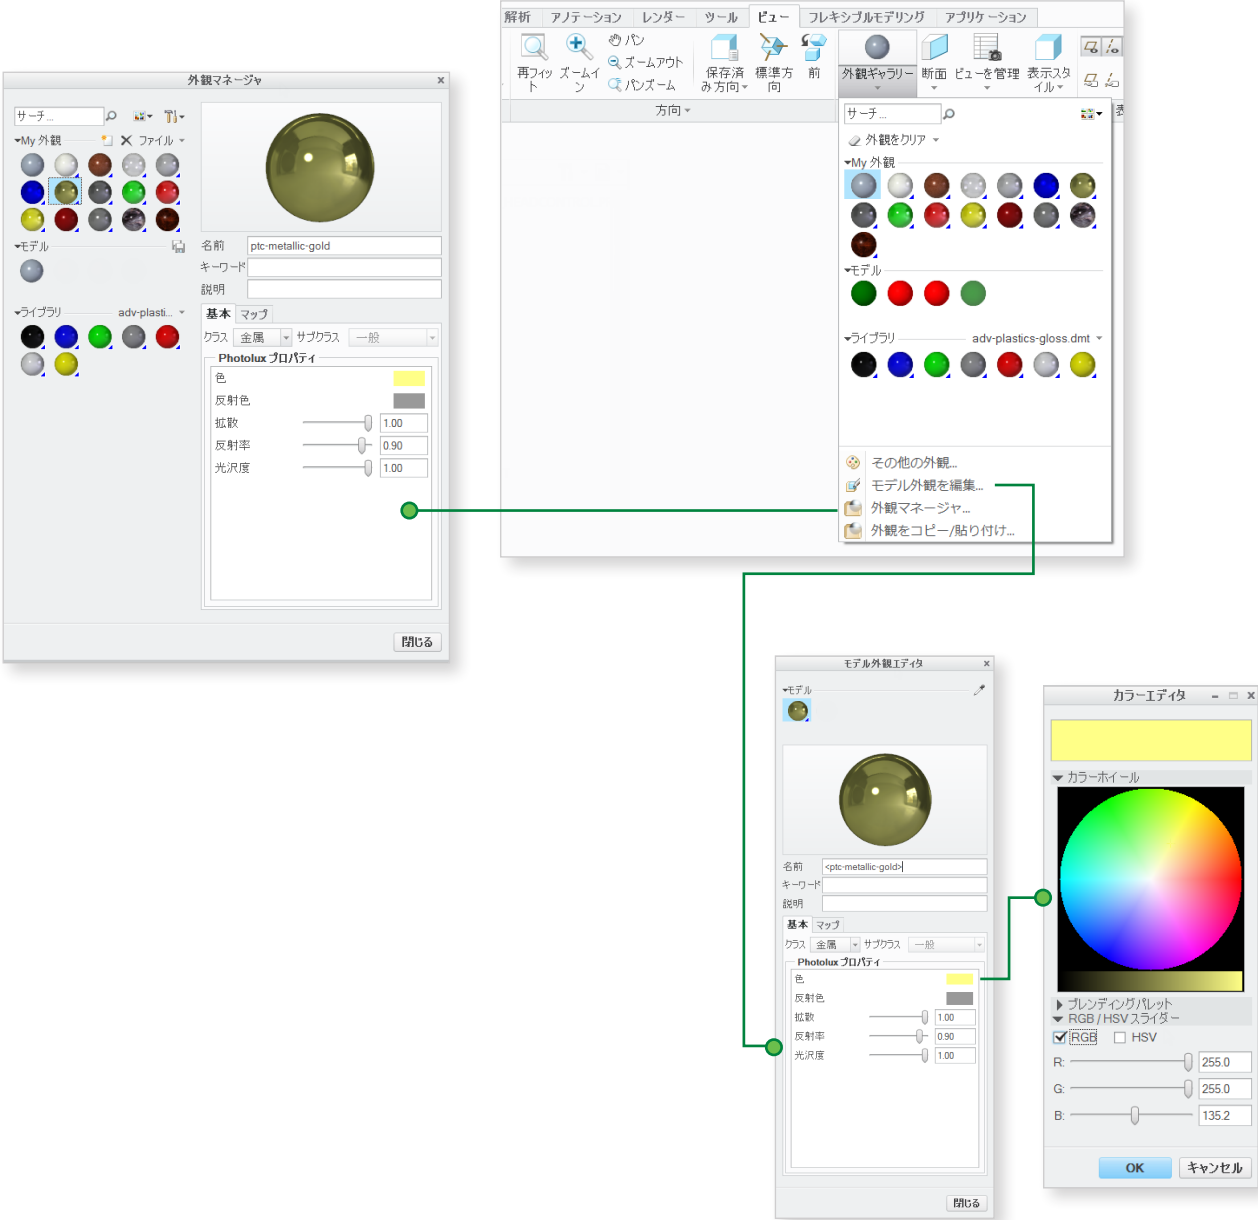 解析 アノテーション レンダー ツール ビュー フレキシブルモデリング アプリケーション
パン
ズームアウト
パンズーム
再フィット
ズームイン
保存済み方向
標準方向
前
外観ギャラリー
断面
ビューを管理
表示スタイル
方向
表
サーチ...
外観をクリア
My 外観
モデル
ライブラリ adv-plastics-gloss.dmt
その他の外観...
モデル外観を編集...
外観マネージャ...
外観をコピー/貼り付け...
外観マネージャ
サーチ...
My 外観 ファイル
モデル
ライブラリ adv-plasti...
名前 ptc-metallic-gold
キーワード
説明
基本 マップ
クラス 金属 サブクラス 一般
Photolux プロパティ
色
反射色
拡散 1.00
反射率 0.90
光沢度 1.00
閉じる
モデル外観エディタ
モデル
名前 <ptc-metallic-gold>
キーワード
説明
基本 マップ
クラス 金属 サブクラス 一般
Photolux プロパティ
色
反射色
拡散 1.00
反射率 0.90
光沢度 1.00
閉じる
カラーエディタ
カラーホイール
ブレンディングパレット
RGB / HSV スライダー
RGB HSV
R: 255.0
G: 255.0
B: 135.2
OK キャンセル